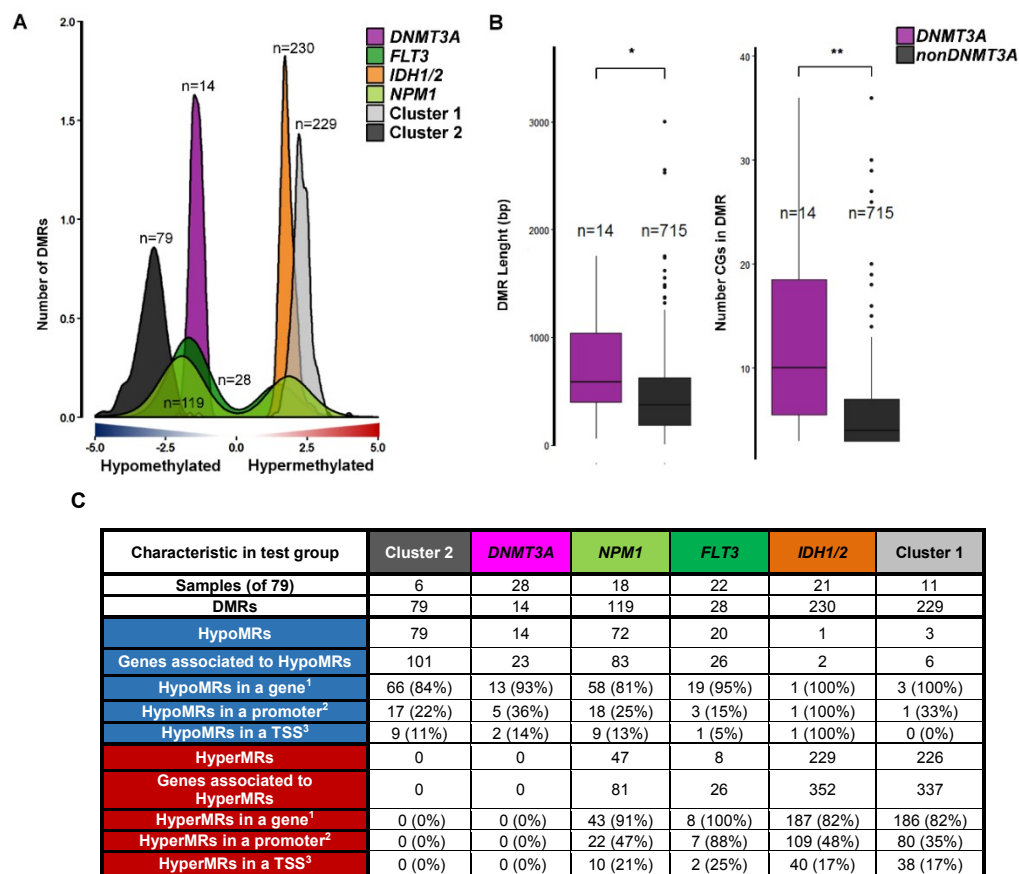 A
2.0
1.5
1.0
0.5
0.0
Number of DMRs
n=14
n=230
n=229
n=79
n=28
n=119
DNMT3A
FLT3
IDH1/2
NPM1
Cluster 1
Cluster 2
-5.0 -2.5 0.0 2.5 5.0
Hypomethylated Hypermethylated
B
DNMT3A
nonDNMT3A
DMR Lenght (bp)
3000
2000
1000
0
*
n=14 n=715
Number CGs in DMR
40
30
20
10
**
n=14 n=715
C
Characteristic in test group Cluster 2 DNMT3A NPM1 FLT3 IDH1/2 Cluster 1
Samples (of 79) 6 28 18 22 21 11
DMRs 79 14 119 28 230 229
HypoMRs 79 14 72 20 1 3
Genes associated to HypoMRs 101 23 83 26 2 6
HypoMRs in a gene¹ 66 (84%) 13 (93%) 58 (81%) 19 (95%) 1 (100%) 3 (100%)
HypoMRs in a promoter² 17 (22%) 5 (36%) 18 (25%) 3 (15%) 1 (100%) 1 (33%)
HypoMRs in a TSS³ 9 (11%) 2 (14%) 9 (13%) 1 (5%) 1 (100%) 0 (0%)
HyperMRs 0 0 47 8 229 226
Genes associated to
HyperMRs 0 0 81 26 352 337
HyperMRs in a gene¹ 0 (0%) 0 (0%) 43 (91%) 8 (100%) 187 (82%) 186 (82%)
HyperMRs in a promoter² 0 (0%) 0 (0%) 22 (47%) 7 (88%) 109 (48%) 80 (35%)
HyperMRs in a TSS³ 0 (0%) 0 (0%) 10 (21%) 2 (25%) 40 (17%) 38 (17%)